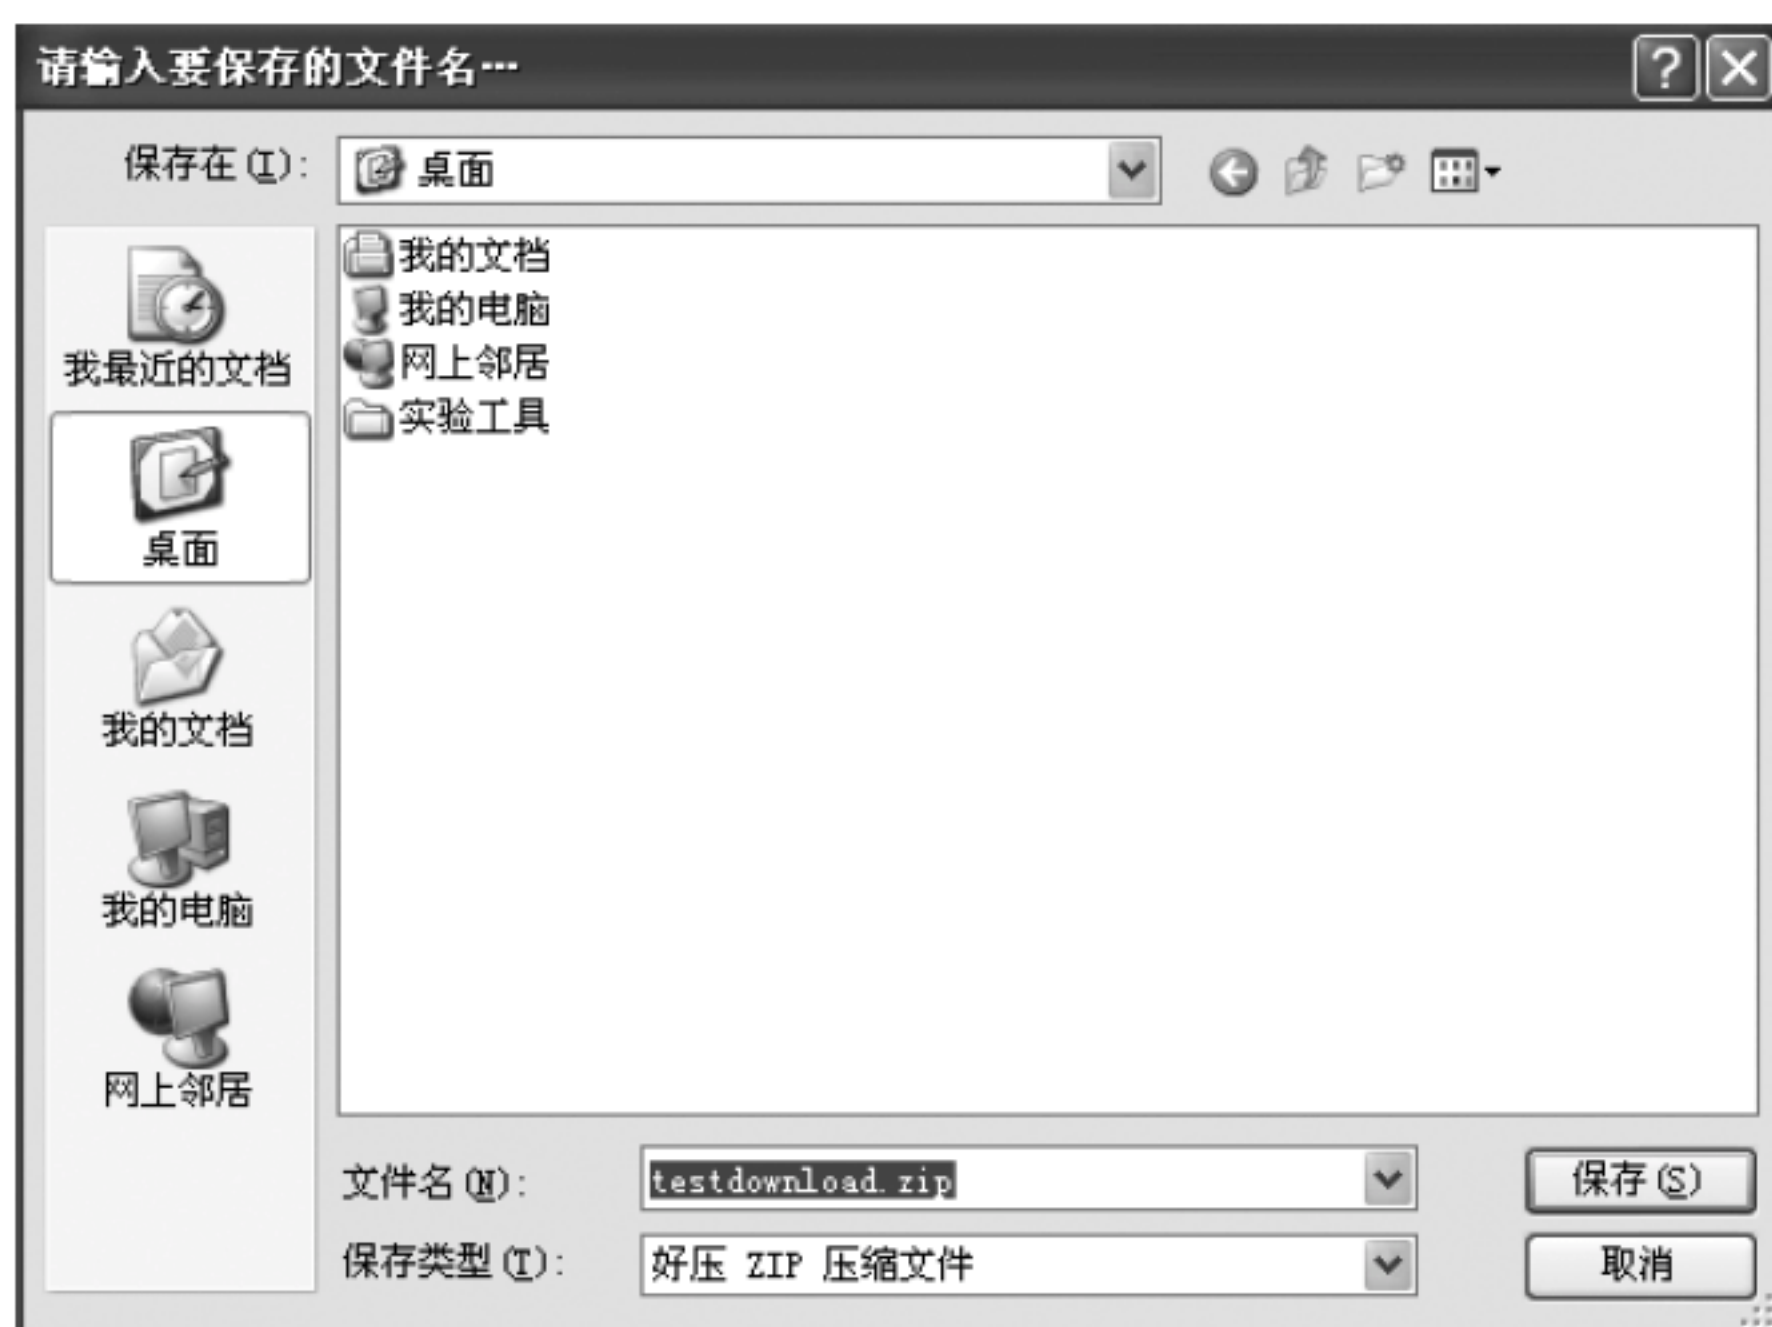 请输入要保存的文件名…
保存在(I): 桌面
我的文档
我的电脑
网上邻居
实验工具
我最近的文档
桌面
我的文档
我的电脑
网上邻居
文件名(N): testdownload.zip 保存(S)
保存类型(T): 好压 ZIP 压缩文件 取消